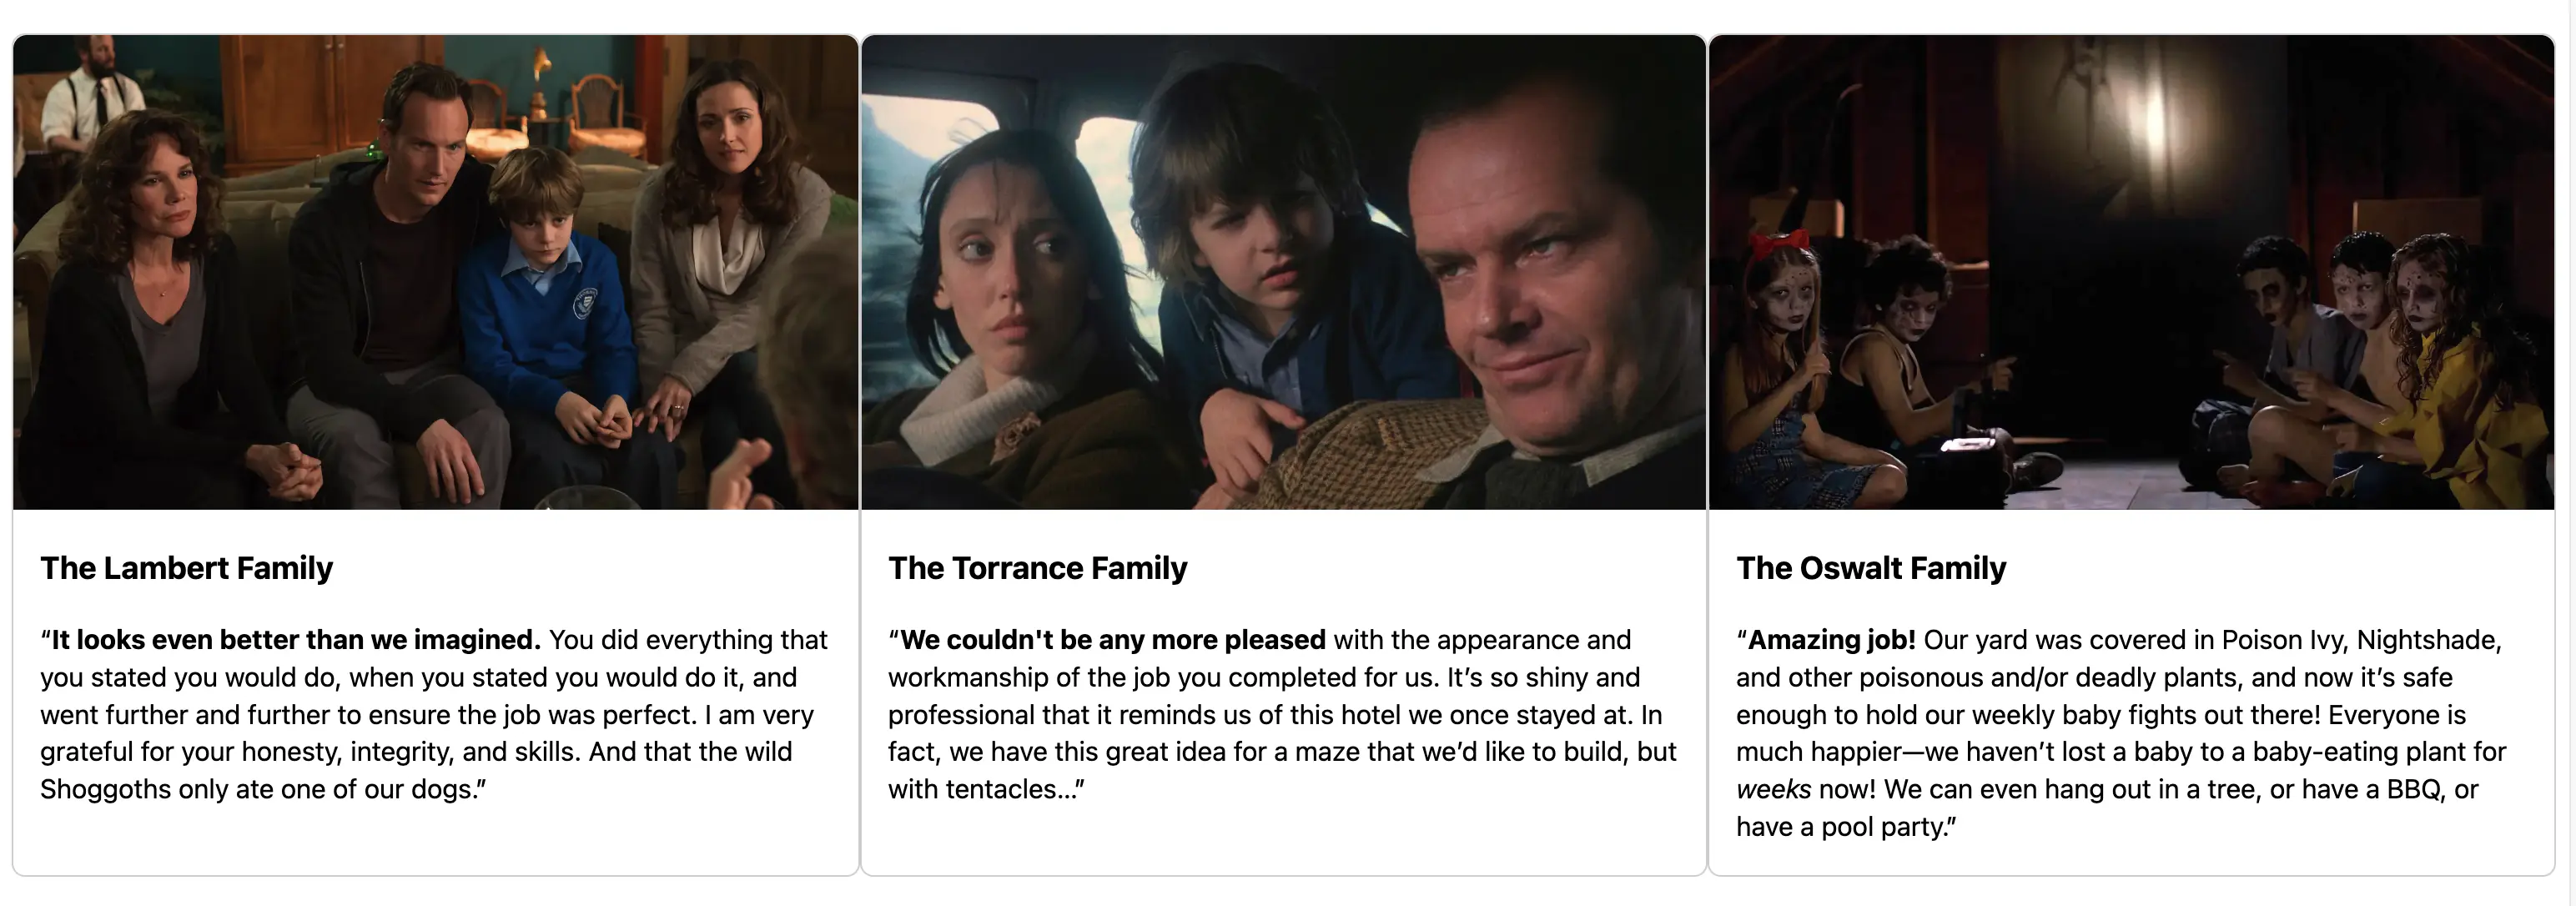 The Lambert Family
“It looks even better than we imagined. You did everything that
you stated you would do, when you stated you would do it, and
went further and further to ensure the job was perfect. I am very
grateful for your honesty, integrity, and skills. And that the wild
Shoggoths only ate one of our dogs.”
The Torrance Family
“We couldn't be any more pleased with the appearance and
workmanship of the job you completed for us. It’s so shiny and
professional that it reminds us of this hotel we once stayed at. In
fact, we have this great idea for a maze that we’d like to build, but
with tentacles...”
The Oswalt Family
“Amazing job! Our yard was covered in Poison Ivy, Nightshade,
and other poisonous and/or deadly plants, and now it’s safe
enough to hold our weekly baby fights out there! Everyone is
much happier—we haven’t lost a baby to a baby-eating plant for
weeks now! We can even hang out in a tree, or have a BBQ, or
have a pool party.”